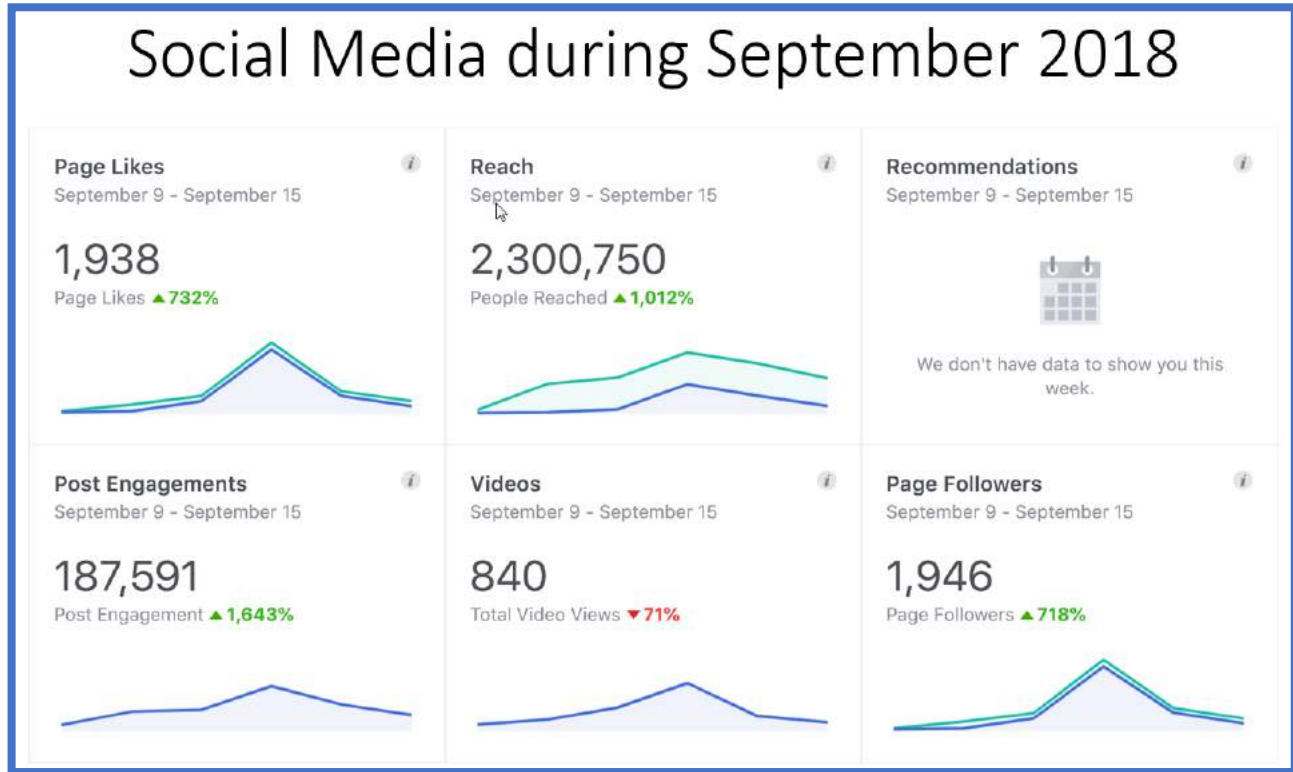 Social Media during September 2018
Page Likes
September 9 - September 15
1,938
Page Likes ▲732%
Reach
September 9 - September 15
2,300,750
People Reached ▲1,012%
Recommendations
September 9 - September 15
We don't have data to show you this
week.
Post Engagements
September 9 - September 15
187,591
Post Engagement ▲1,643%
Videos
September 9 - September 15
840
Total Video Views ▼71%
Page Followers
September 9 - September 15
1,946
Page Followers ▲718%